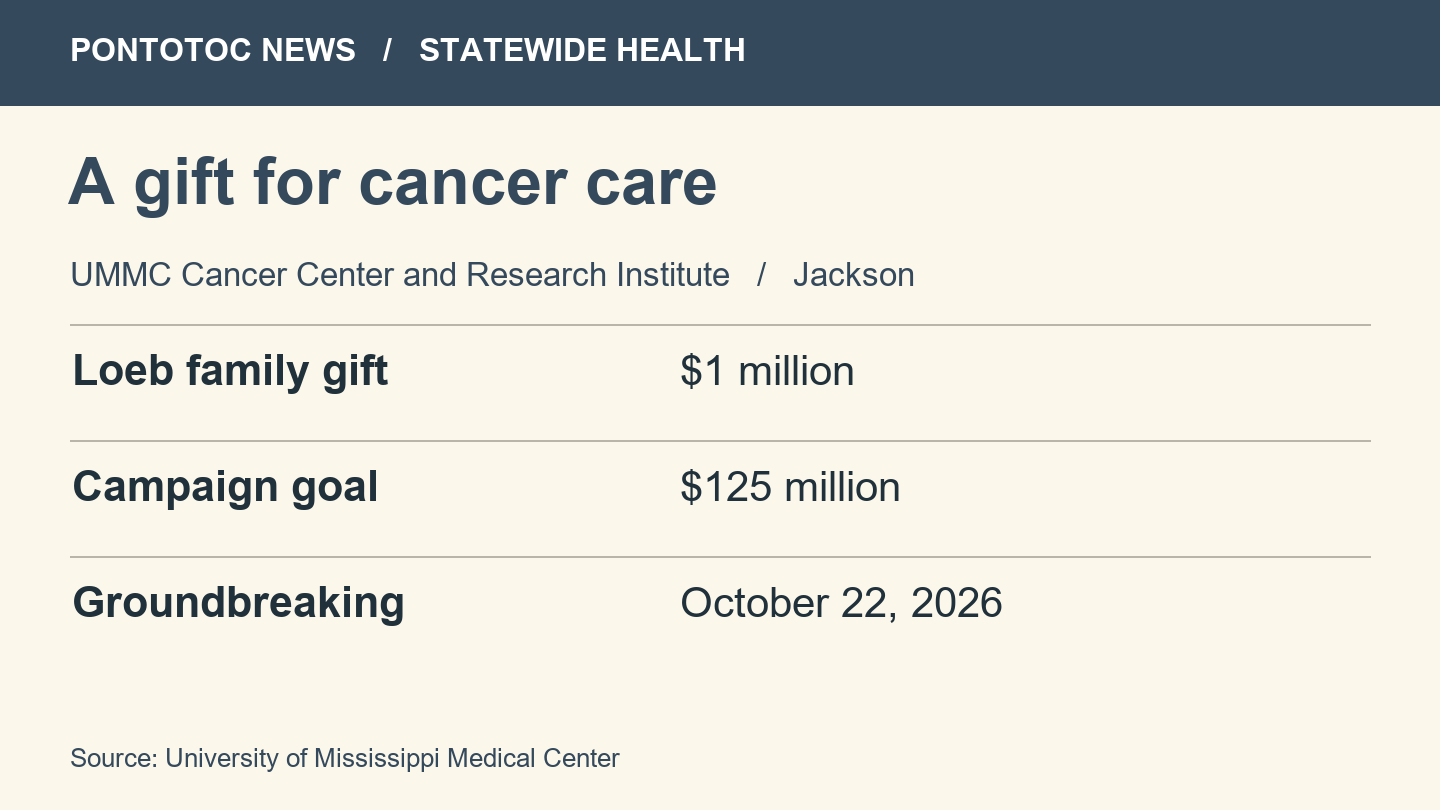 PONTOTOC NEWS / STATEWIDE HEALTH
A gift for cancer care
UMMC Cancer Center and Research Institute / Jackson
Loeb family gift $1 million
Campaign goal $125 million
Groundbreaking October 22, 2026
Source: University of Mississippi Medical Center